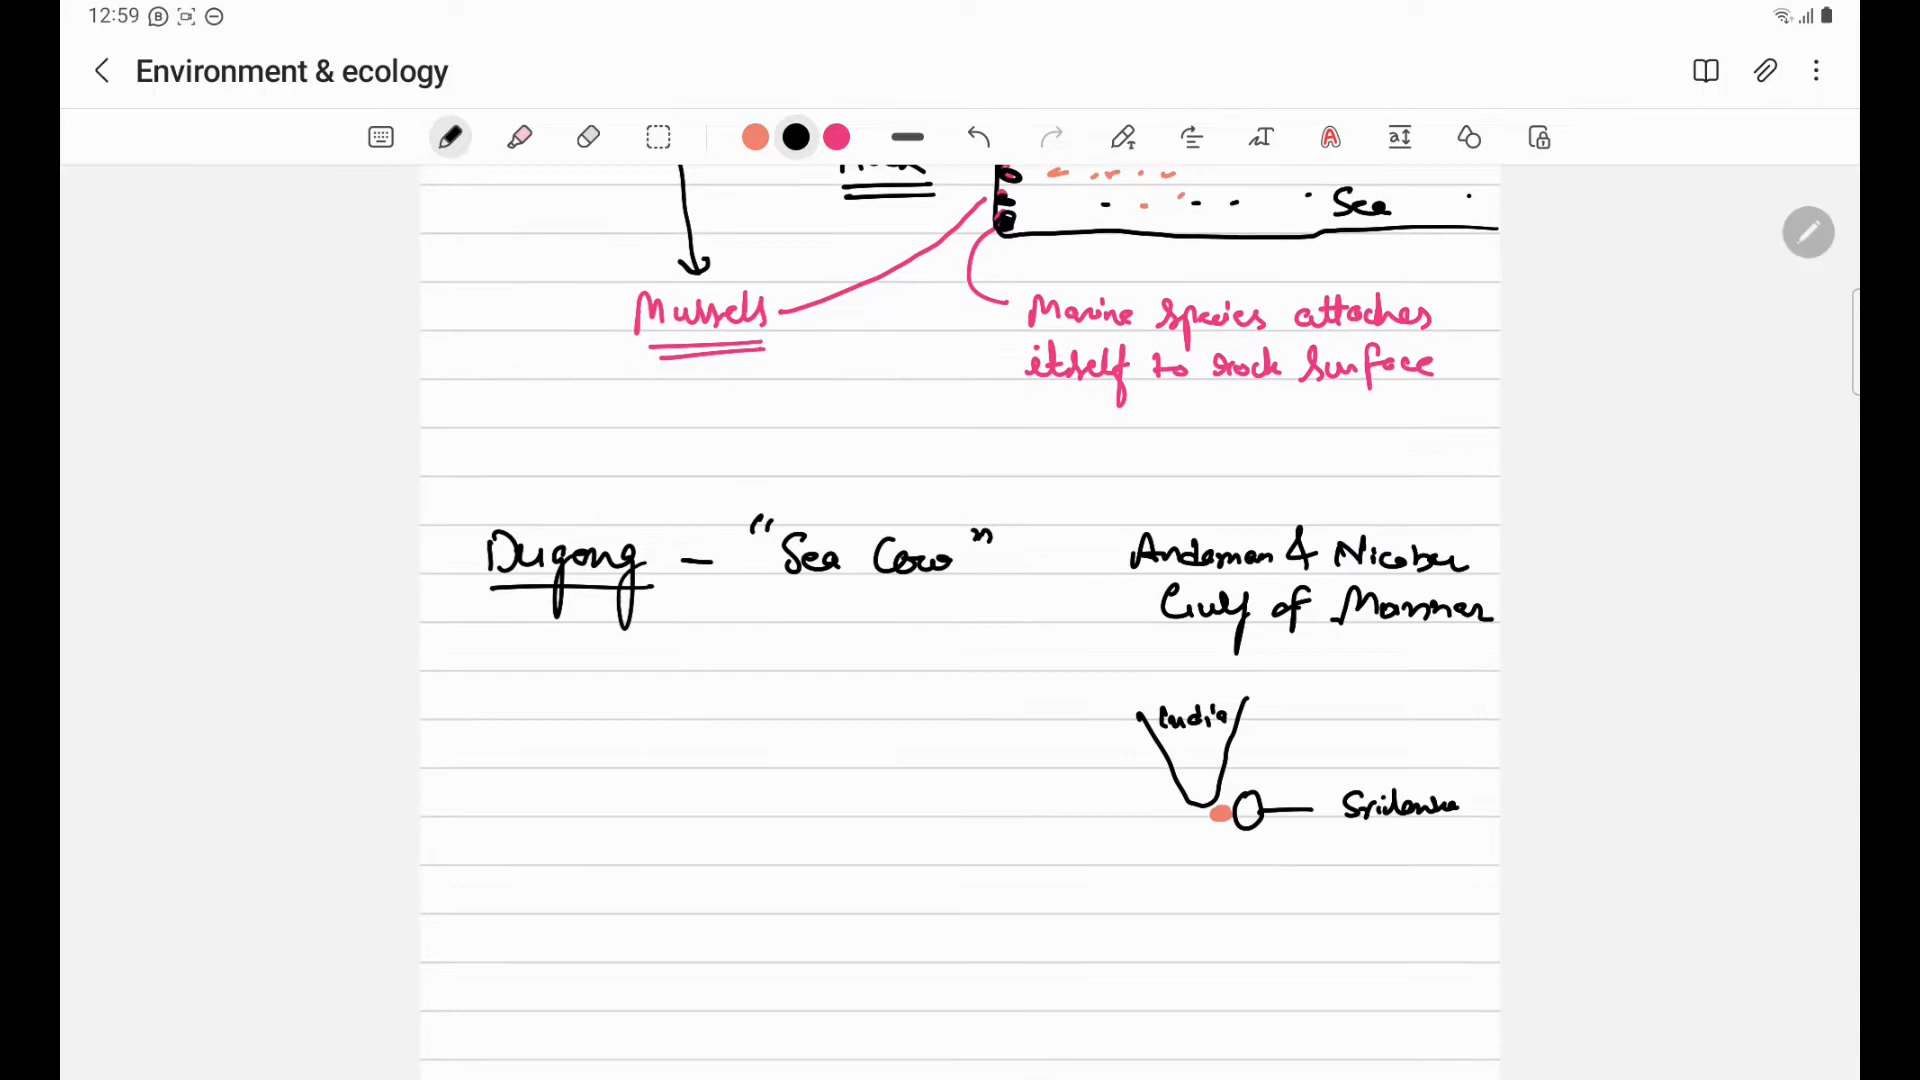 12:59
Environment & ecology
Sea
Mussels
Marine species attaches
itself to rock surface
Dugong - "Sea Cow"
Andaman & Nicobar
Gulf of Mannar
India
Srilanka